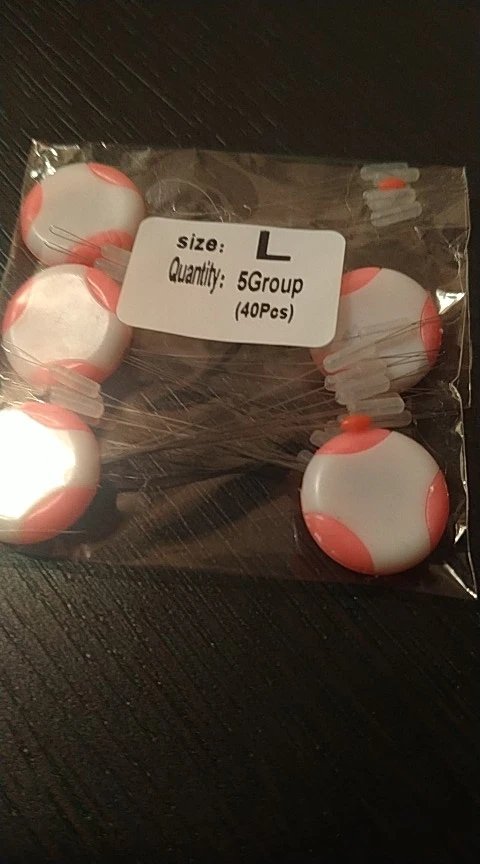 size: L
Quantity: 5Group
(40Pcs)